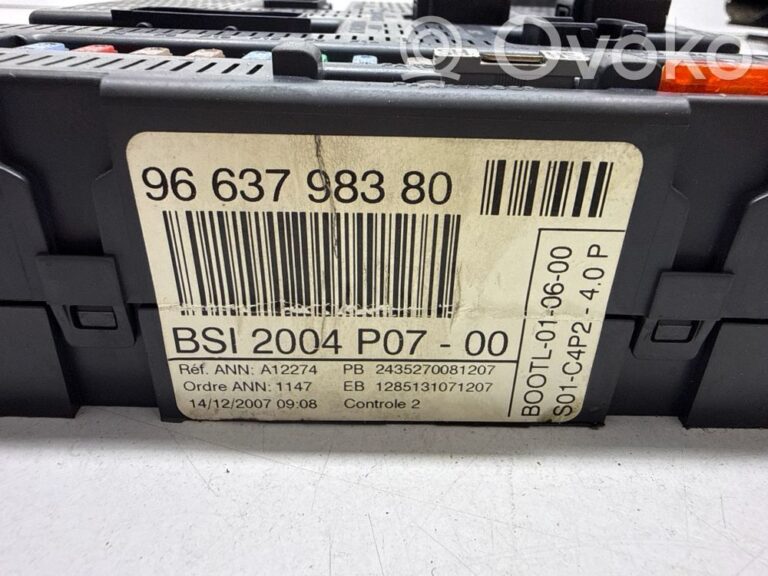 Ovoko
96 637 983 80
BSI 2004 P07 - 00
Réf. ANN: A12274 PB 2435270081207
Ordre ANN: 1147 EB 1285131071207
14/12/2007 09:08 Controle 2
BOOTL-01-06-00
S01-C4P2 - 4.0 P